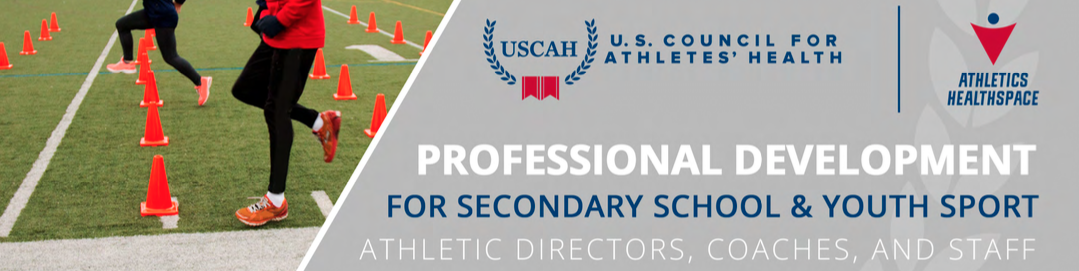 USCAH
U.S. COUNCIL FOR
ATHLETES' HEALTH
ATHLETICS
HEALTHSPACE
PROFESSIONAL DEVELOPMENT
FOR SECONDARY SCHOOL & YOUTH SPORT
ATHLETIC DIRECTORS, COACHES, AND STAFF